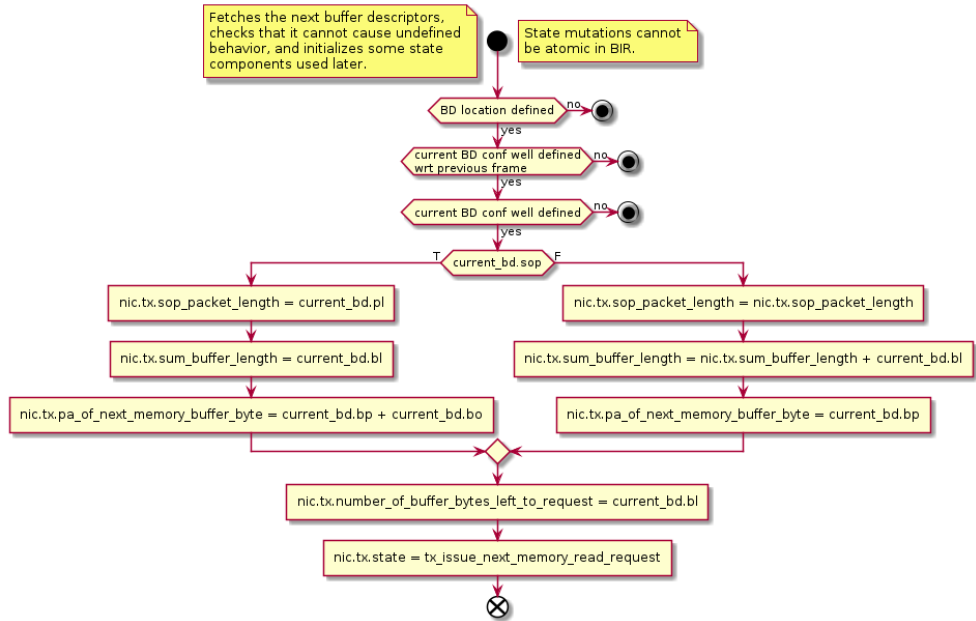 Fetches the next buffer descriptors,
checks that it cannot cause undefined
behavior, and initializes some state
components used later.
State mutations cannot
be atomic in BIR.
BD location defined
no
yes
current BD conf well defined
wrt previous frame
no
yes
current BD conf well defined
no
yes
T
current_bd.sop
F
nic.tx.sop_packet_length = current_bd.pl
nic.tx.sop_packet_length = nic.tx.sop_packet_length
nic.tx.sum_buffer_length = current_bd.bl
nic.tx.sum_buffer_length = nic.tx.sum_buffer_length + current_bd.bl
nic.tx.pa_of_next_memory_buffer_byte = current_bd.bp + current_bd.bo
nic.tx.pa_of_next_memory_buffer_byte = current_bd.bp
nic.tx.number_of_buffer_bytes_left_to_request = current_bd.bl
nic.tx.state = tx_issue_next_memory_read_request